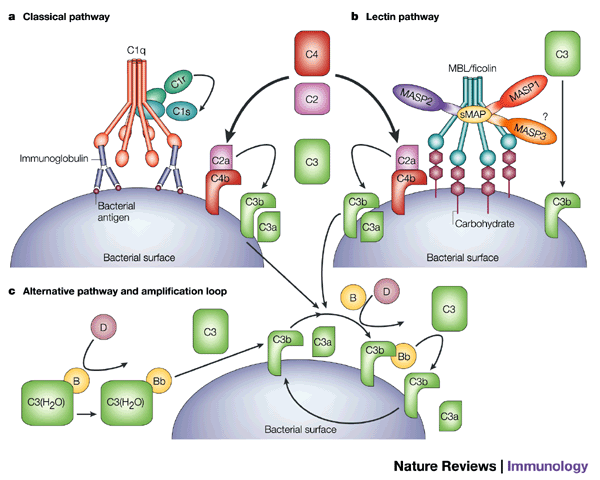 a Classical pathway
C1q
C1r
C1s
Immunoglobulin
Bacterial
antigen
C2a
C4b
C3b
C3a
Bacterial surface
C4
C2
C3
b Lectin pathway
MBL/ficolin
C3
MASP2
MASP1
sMAP
?
MASP3
C2a
C4b
C3b
C3a
Carbohydrate
C3b
Bacterial surface
c Alternative pathway and amplification loop
D
B
C3(H2O)
Bb
C3(H2O)
C3
C3b
C3a
B
D
C3
C3b
Bb
C3b
C3a
Bacterial surface
Nature Reviews | Immunology